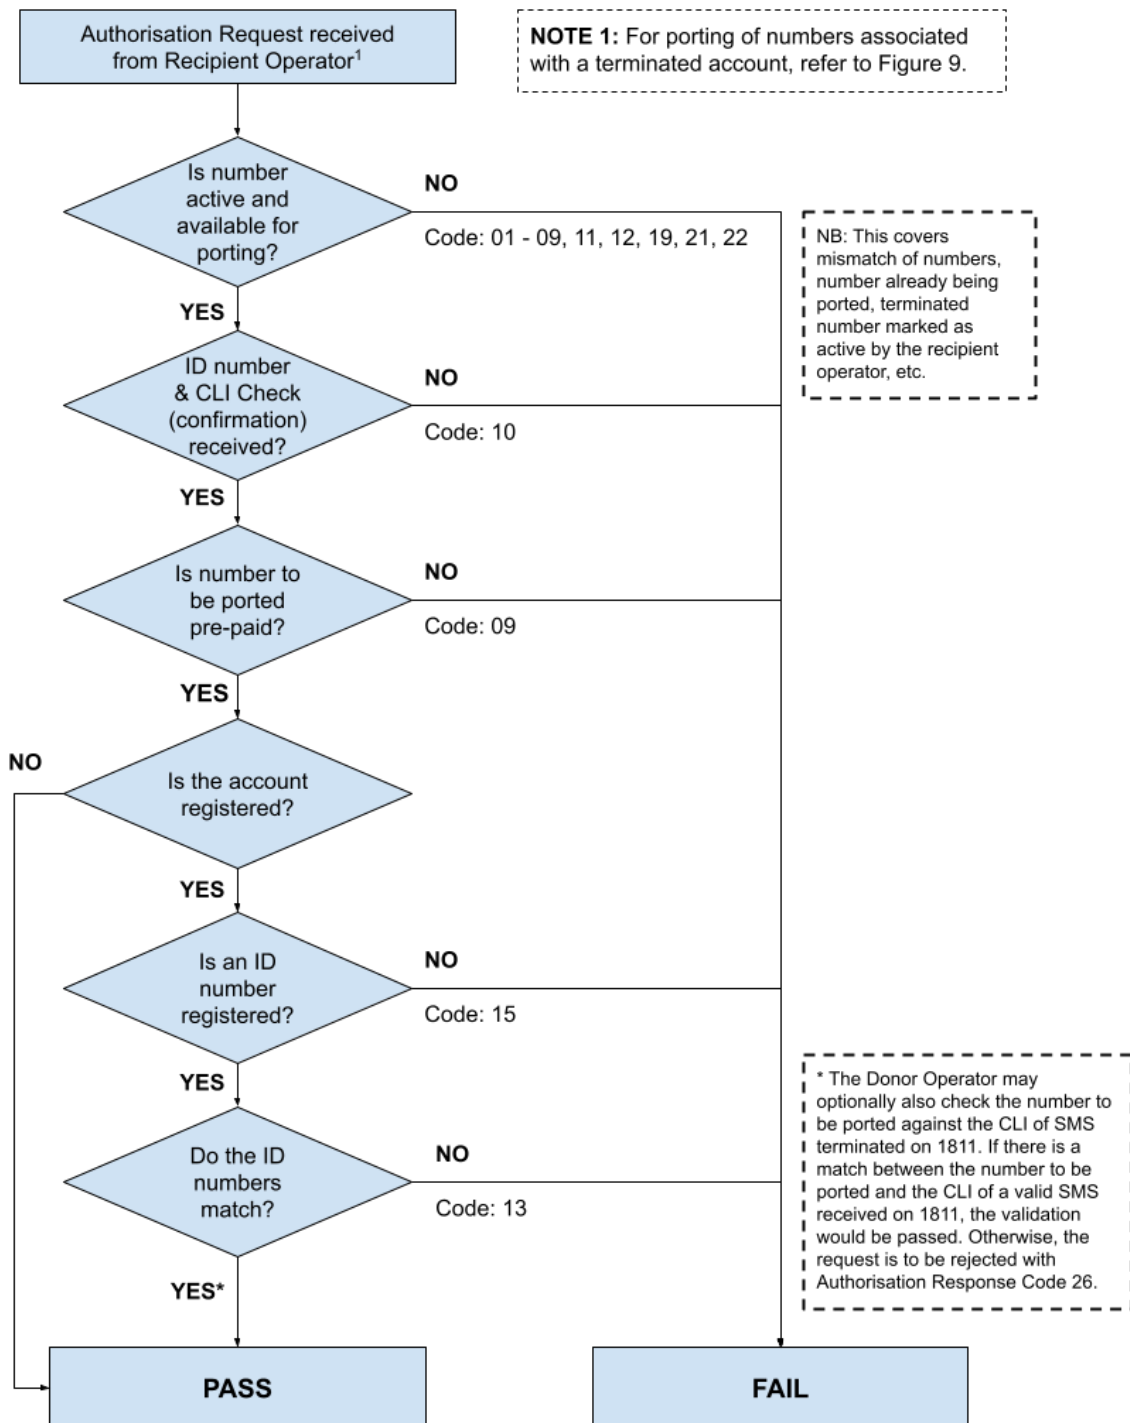 Authorisation Request received
from Recipient Operator¹
NOTE 1: For porting of numbers associated
with a terminated account, refer to Figure 9.
Is number
active and
available for
porting?
NO
Code: 01 - 09, 11, 12, 19, 21, 22
NB: This covers
mismatch of numbers,
number already being
ported, terminated
number marked as
active by the recipient
operator, etc.
YES
ID number
& CLI Check
(confirmation)
received?
NO
Code: 10
YES
Is number to
be ported
pre-paid?
NO
Code: 09
YES
NO
Is the account
registered?
YES
Is an ID
number
registered?
NO
Code: 15
YES
Do the ID
numbers
match?
NO
Code: 13
* The Donor Operator may
optionally also check the number to
be ported against the CLI of SMS
terminated on 1811. If there is a
match between the number to be
ported and the CLI of a valid SMS
received on 1811, the validation
would be passed. Otherwise, the
request is to be rejected with
Authorisation Response Code 26.
YES*
PASS
FAIL